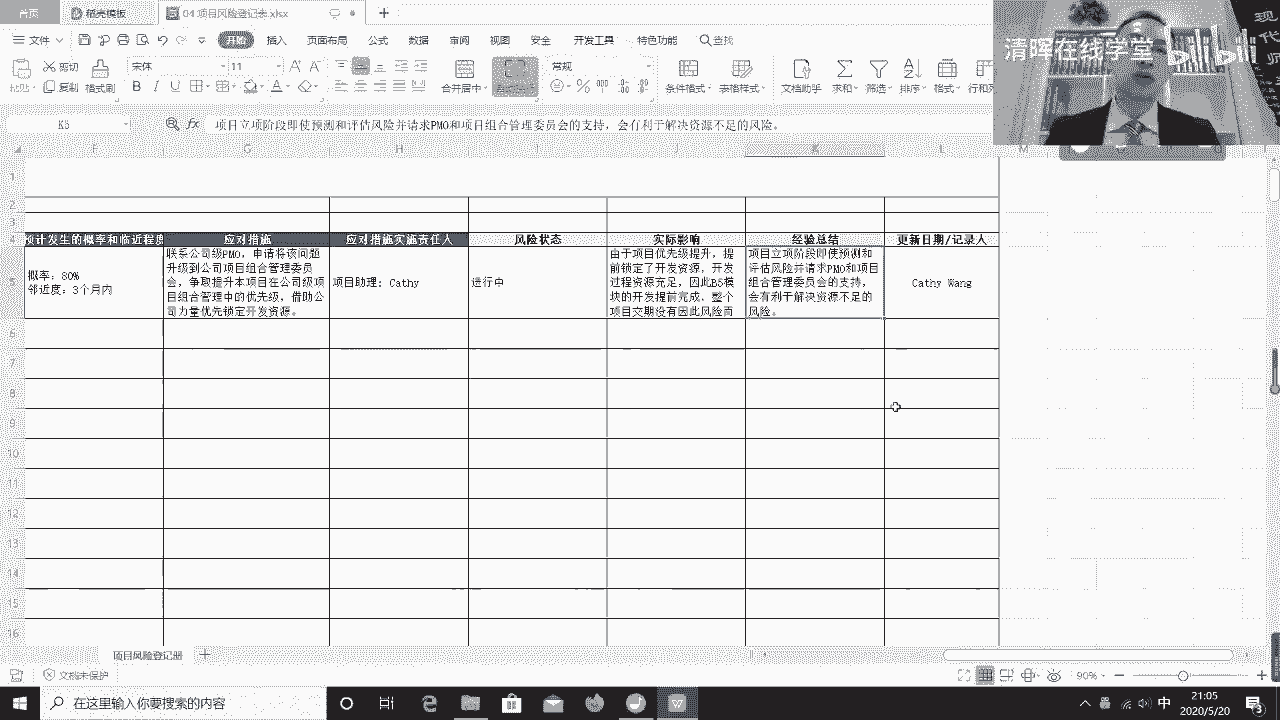 首页
稻壳模板
04 项目风险登记表.xlsx
文件
开始
插入
页面布局
公式
数据
审阅
视图
安全
开发工具
特色功能
查找
剪切
宋体
11
常规
粘贴
复制
格式刷
合并居中
条件格式
表格样式
文档助手
求和
筛选
排序
格式
行和列
清晖在线学堂
bilibili
现
代
K5
fx
项目立项阶段即使预测和评估风险并请求PMO和项目组合管理委员会的支持，会有利于解决资源不足的风险。
F
G
H
I
J
K
L
M
预计发生的概率和临近程度
应对措施
应对措施实施责任人
风险状态
实际影响
经验总结
更新日期/记录人
概率：80%
邻近度：3个月内
联系公司级PMO，申请将该问题
升级到公司项目组合管理委员
会，争取提升本项目在公司级项
目组合管理中的优先级，借助公
司力量优先锁定开发资源。
项目助理：Cathy
进行中
由于项目优先级提升，提
前锁定了开发资源，开发
过程资源充足，因此BS模
块的开发提前完成，整个
项目交期没有因此风险而
项目立项阶段即使预测和
评估风险并请求PMO和项目
组合管理委员会的支持，
会有利于解决资源不足的
风险。
Cathy Wang
项目风险登记册
文档未保护
90%
在这里输入你要搜索的内容
中
21:05
2020/5/20